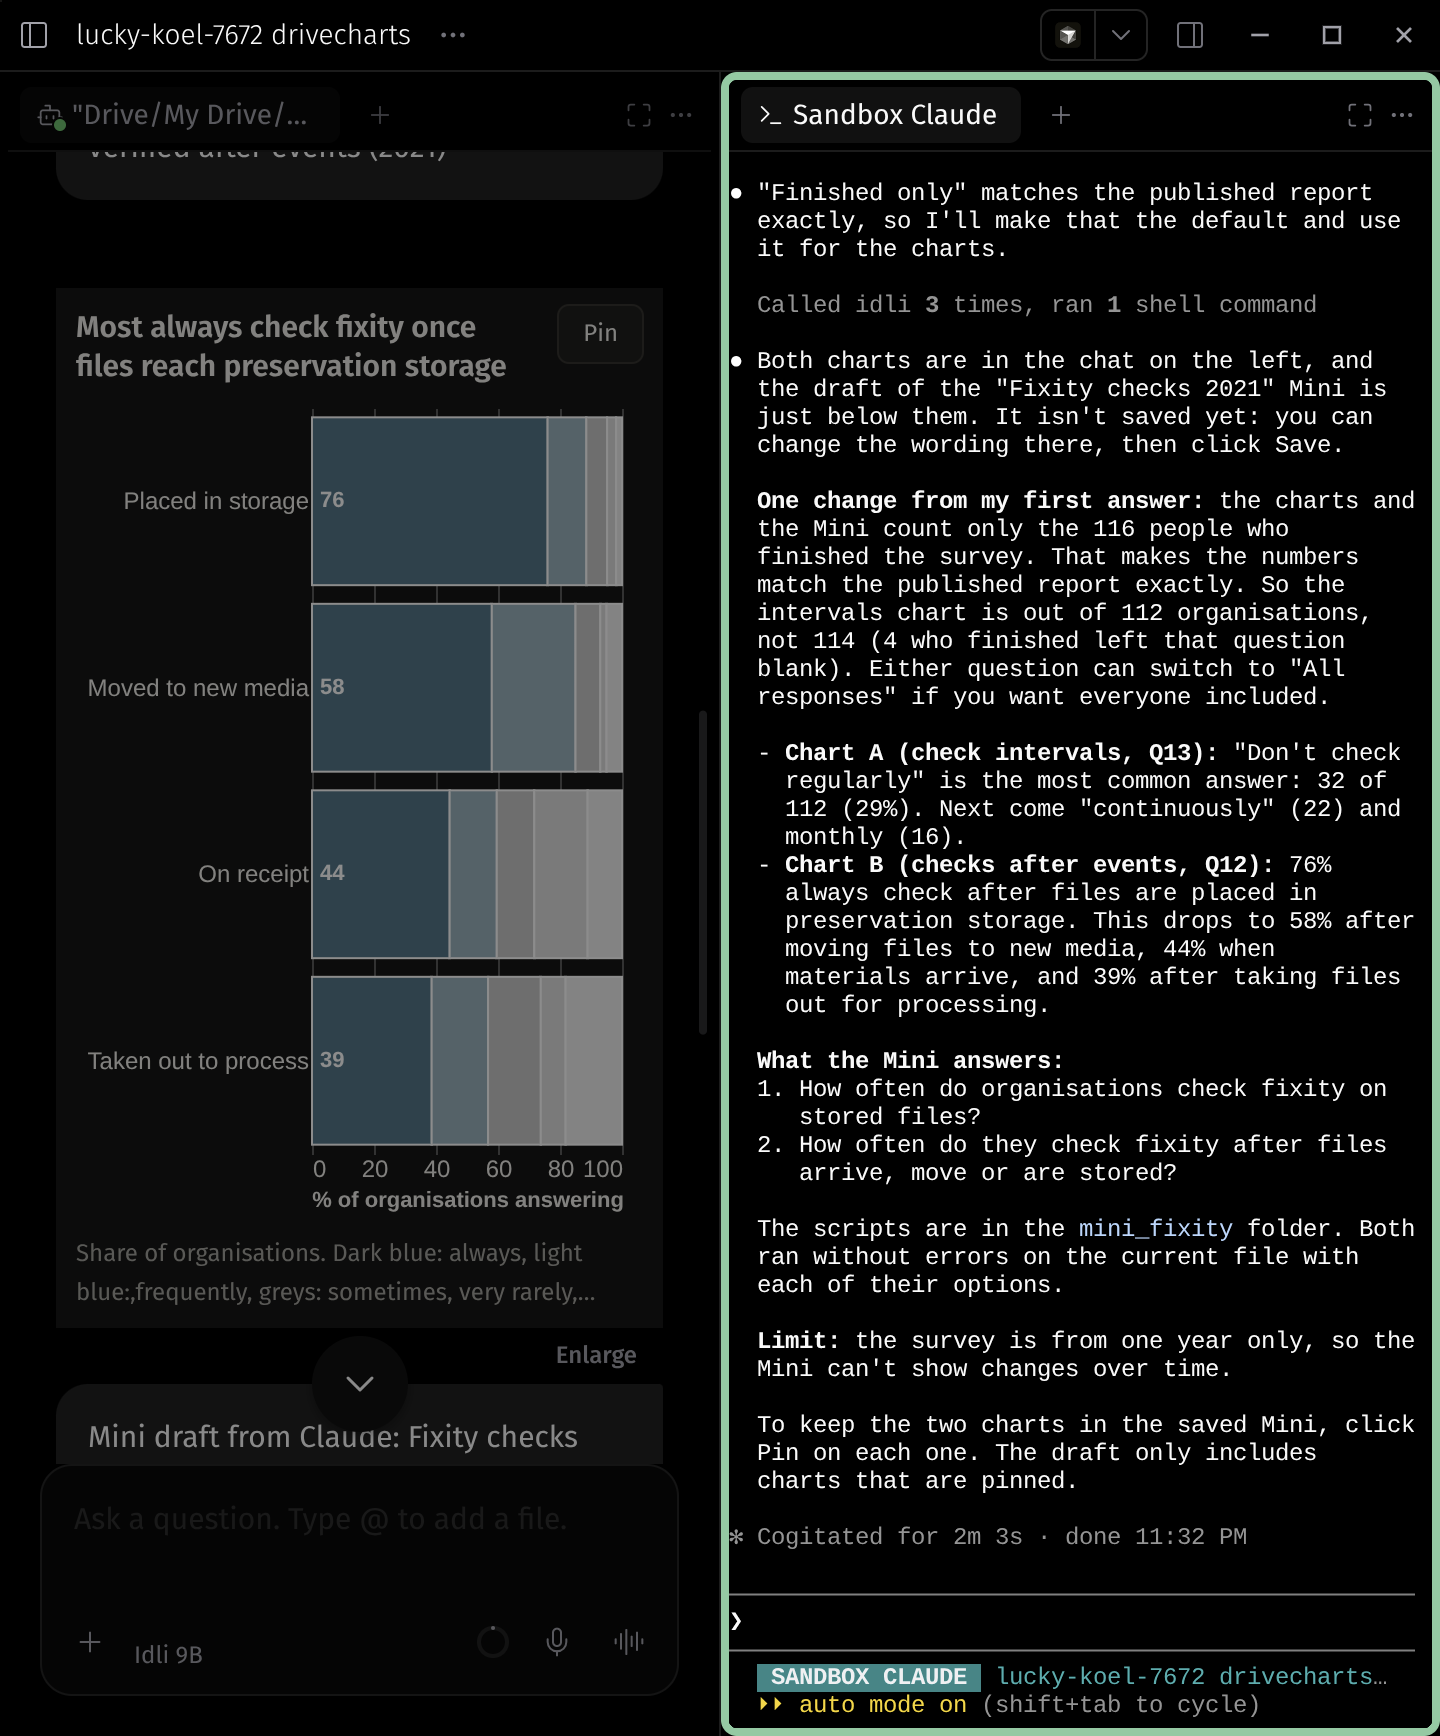 lucky-koel-7672 drivecharts
"Drive/My Drive/...
verified after events (2021)
Most always check fixity once
files reach preservation storage
Pin
Placed in storage 76
Moved to new media 58
On receipt 44
Taken out to process 39
0 20 40 60 80 100
% of organisations answering
Share of organisations. Dark blue: always, light
blue:,frequently, greys: sometimes, very rarely,...
Enlarge
Mini draft from Claude: Fixity checks
Ask a question. Type @ to add a file.
Idli 9B
Sandbox Claude
● "Finished only" matches the published report
exactly, so I'll make that the default and use
it for the charts.
Called idli 3 times, ran 1 shell command
● Both charts are in the chat on the left, and
the draft of the "Fixity checks 2021" Mini is
just below them. It isn't saved yet: you can
change the wording there, then click Save.
One change from my first answer: the charts and
the Mini count only the 116 people who
finished the survey. That makes the numbers
match the published report exactly. So the
intervals chart is out of 112 organisations,
not 114 (4 who finished left that question
blank). Either question can switch to "All
responses" if you want everyone included.
- Chart A (check intervals, Q13): "Don't check
regularly" is the most common answer: 32 of
112 (29%). Next come "continuously" (22) and
monthly (16).
- Chart B (checks after events, Q12): 76%
always check after files are placed in
preservation storage. This drops to 58% after
moving files to new media, 44% when
materials arrive, and 39% after taking files
out for processing.
What the Mini answers:
1. How often do organisations check fixity on
stored files?
2. How often do they check fixity after files
arrive, move or are stored?
The scripts are in the mini_fixity folder. Both
ran without errors on the current file with
each of their options.
Limit: the survey is from one year only, so the
Mini can't show changes over time.
To keep the two charts in the saved Mini, click
Pin on each one. The draft only includes
charts that are pinned.
✻ Cogitated for 2m 3s · done 11:32 PM
❯
SANDBOX CLAUDE lucky-koel-7672 drivecharts…
⏵⏵ auto mode on (shift+tab to cycle)